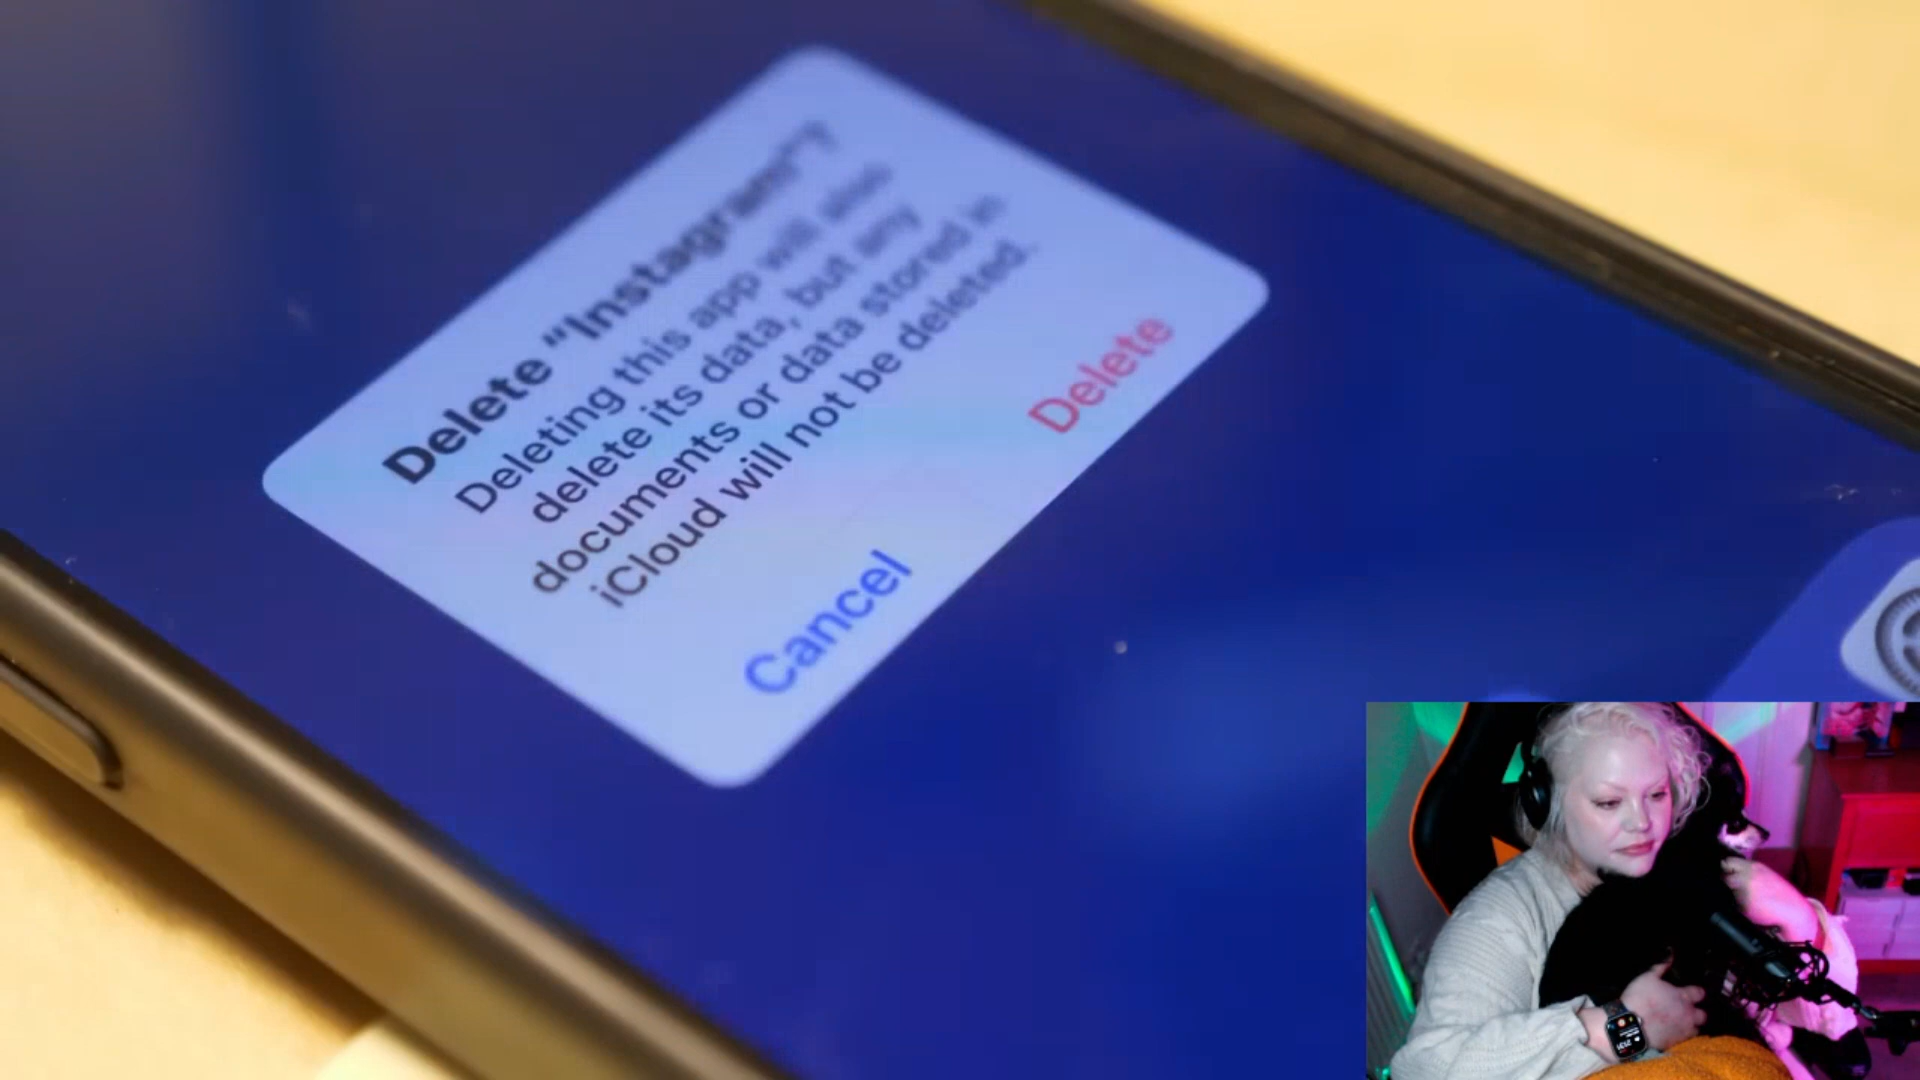 Delete "Instagram"?
Deleting this app will also
delete its data, but any
documents or data stored in
iCloud will not be deleted.
Cancel
Delete